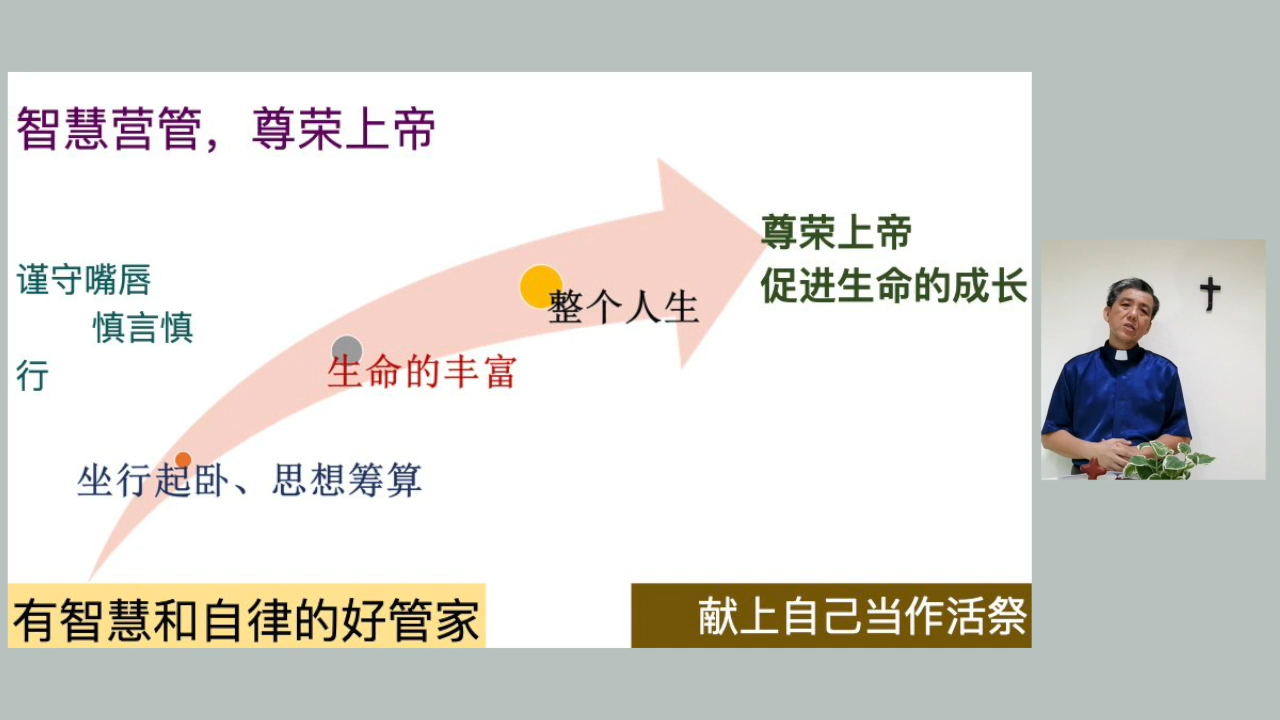 智慧营管，尊荣上帝
尊荣上帝
促进生命的成长
谨守嘴唇
慎言慎
行
整个人生
生命的丰富
坐行起卧、思想筹算
有智慧和自律的好管家
献上自己当作活祭